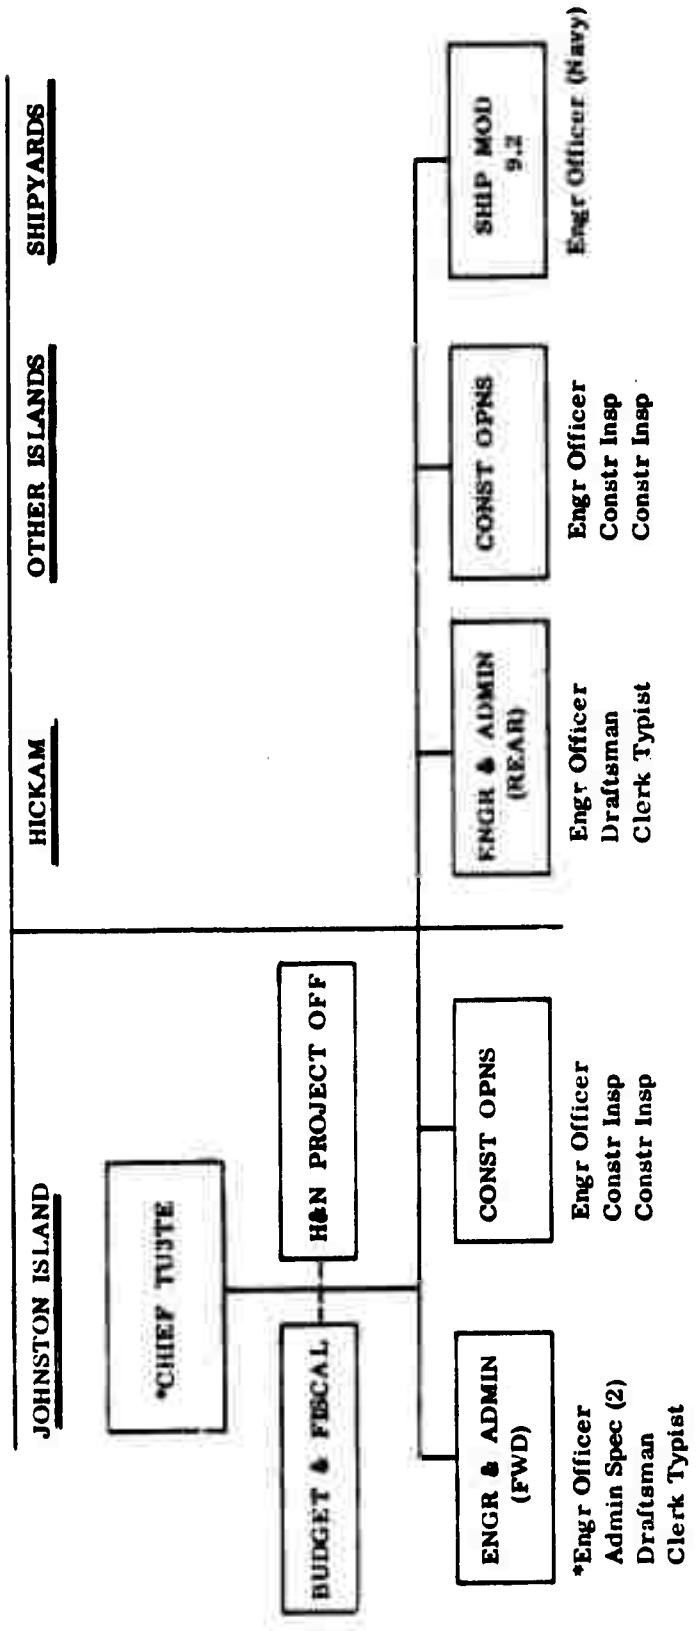 JOHNSTON ISLAND
HICKAM
OTHER ISLANDS
SHIPYARDS
*CHIEF TU3TE
BUDGET & FISCAL
H&N PROJECT OFF
ENGR & ADMIN
(FWD)
*Engr Officer
Admin Spec (2)
Draftsman
Clerk Typist
CONST OPNS
Engr Officer
Constr Insp
Constr Insp
ENGR & ADMIN
(REAR)
Engr Officer
Draftsman
Clerk Typist
CONST OPNS
Engr Officer
Constr Insp
Constr Insp
SHIP MOD
9.2
Engr Officer (Navy)